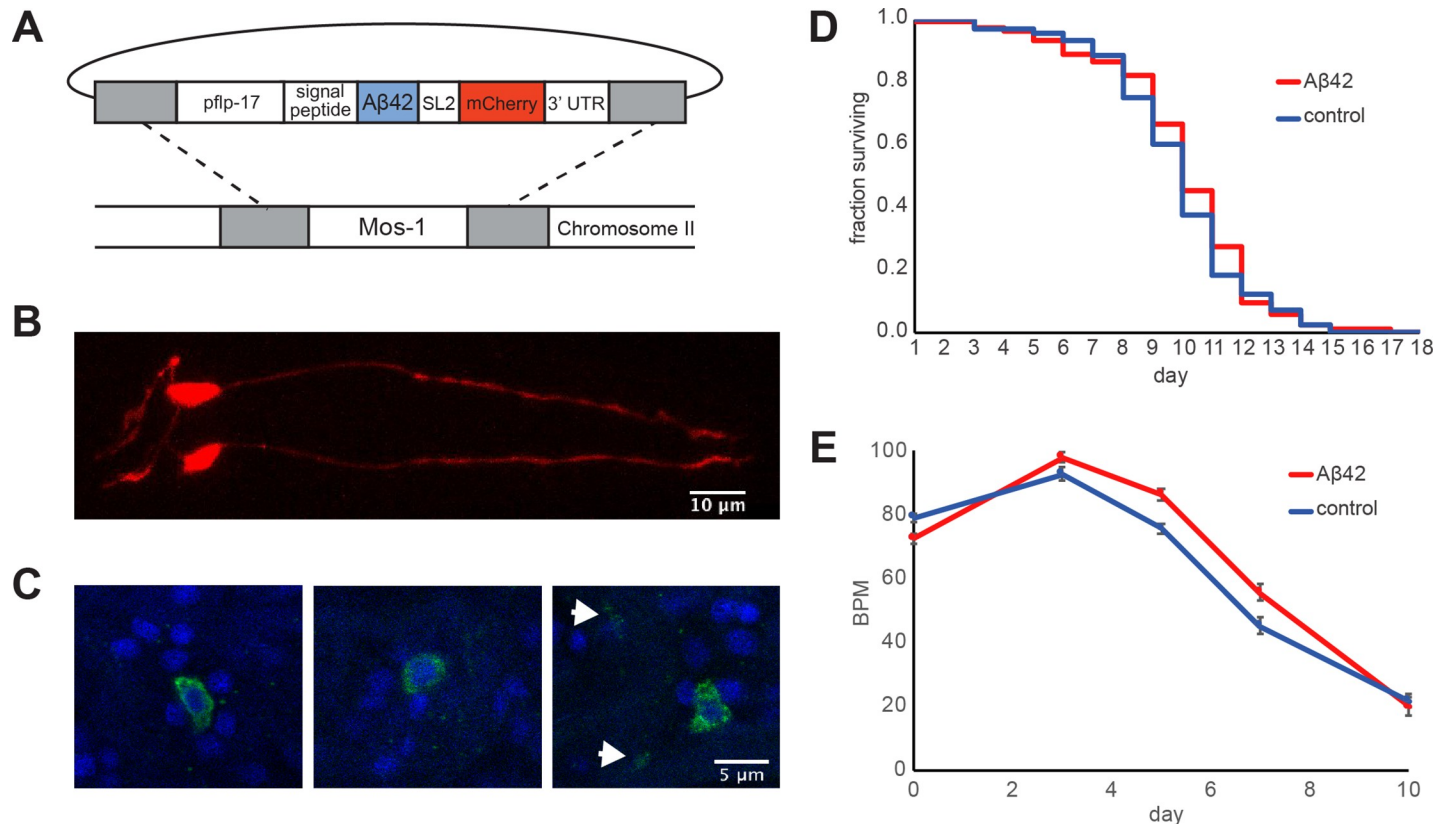 A
pflp-17
signal
peptide
Aβ42
SL2
mCherry
3’ UTR
Mos-1
Chromosome II
B
10 µm
C
5 µm
D
fraction surviving
1.0
0.8
0.6
0.4
0.2
0.0
1 2 3 4 5 6 7 8 9 10 11 12 13 14 15 16 17 18
day
Aβ42
control
E
BPM
100
80
60
40
20
0
0 2 4 6 8 10
day
Aβ42
control